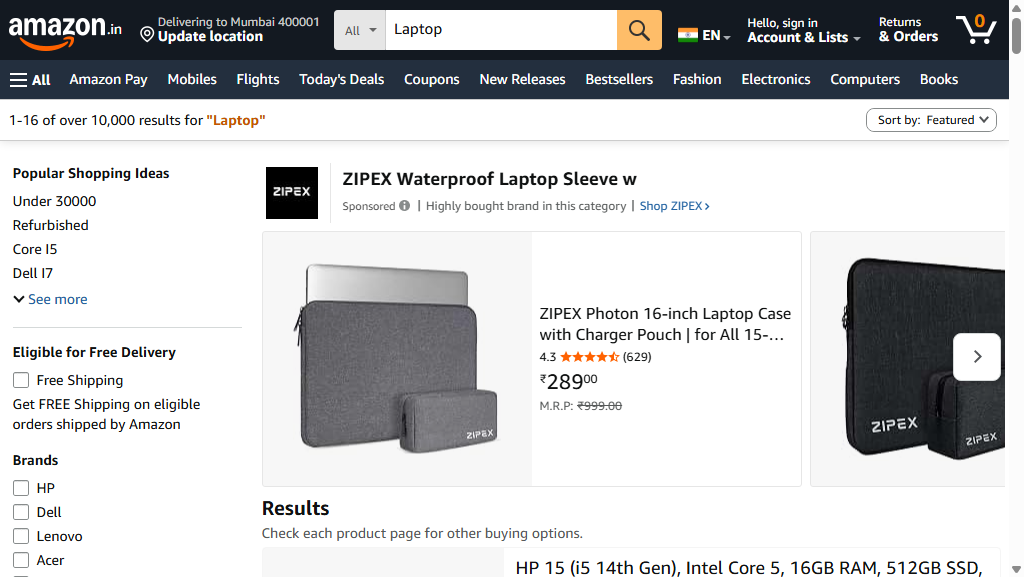 amazon.in
Delivering to Mumbai 400001
Update location
All
Laptop
EN
Hello, sign in
Account & Lists
Returns
& Orders
0
All
Amazon Pay
Mobiles
Flights
Today's Deals
Coupons
New Releases
Bestsellers
Fashion
Electronics
Computers
Books
1-16 of over 10,000 results for "Laptop"
Sort by: Featured
Popular Shopping Ideas
Under 30000
Refurbished
Core I5
Dell I7
See more
Eligible for Free Delivery
Free Shipping
Get FREE Shipping on eligible
orders shipped by Amazon
Brands
HP
Dell
Lenovo
Acer
ZIPEX
ZIPEX Waterproof Laptop Sleeve w
Sponsored | Highly bought brand in this category | Shop ZIPEX
ZIPEX
ZIPEX Photon 16-inch Laptop Case
with Charger Pouch | for All 15-...
4.3 (629)
₹28900
M.R.P: ₹999.00
ZIPEX
ZIPEX
Results
Check each product page for other buying options.
HP 15 (i5 14th Gen), Intel Core 5, 16GB RAM, 512GB SSD,